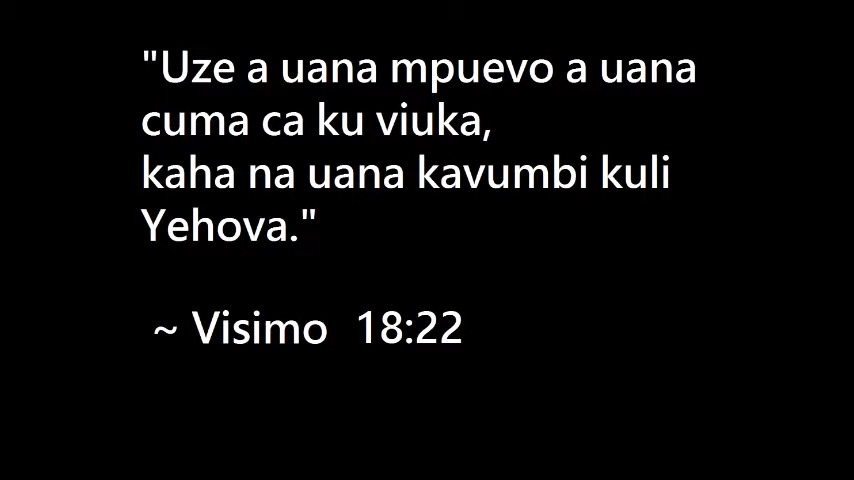 "Uze a uana mpuevo a uana
cuma ca ku viuka,
kaha na uana kavumbi kuli
Yehova."
~ Visimo 18:22